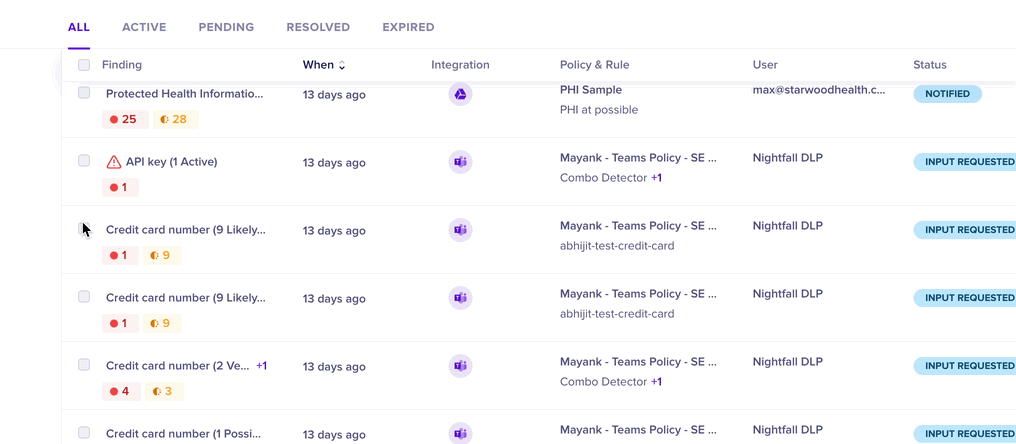 ALL ACTIVE PENDING RESOLVED EXPIRED
Finding When Integration Policy & Rule User Status
Protected Health Informatio... 13 days ago PHI Sample max@starwoodhealth.c... NOTIFIED
PHI at possible
25 28
API key (1 Active) 13 days ago Mayank - Teams Policy - SE ... Nightfall DLP INPUT REQUESTED
Combo Detector +1
1
Credit card number (9 Likely... 13 days ago Mayank - Teams Policy - SE ... Nightfall DLP INPUT REQUESTED
abhijit-test-credit-card
1 9
Credit card number (9 Likely... 13 days ago Mayank - Teams Policy - SE ... Nightfall DLP INPUT REQUESTED
abhijit-test-credit-card
1 9
Credit card number (2 Ve... +1 13 days ago Mayank - Teams Policy - SE ... Nightfall DLP INPUT REQUESTED
Combo Detector +1
4 3
Credit card number (1 Possi... 13 days ago Mayank - Teams Policy - SE ... Nightfall DLP INPUT REQUESTED